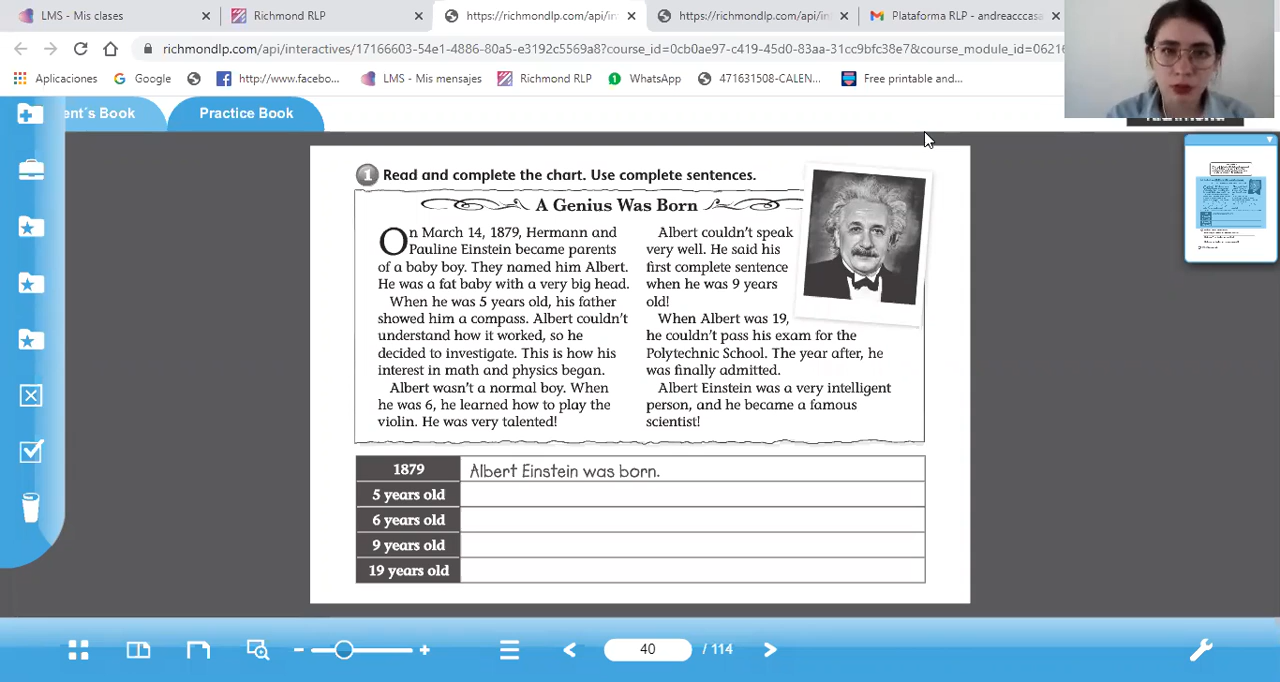 LMS - Mis clases
Richmond RLP
https://richmondlp.com/api/in
https://richmondlp.com/api/in
Plataforma RLP - andreacccasa
richmondlp.com/api/interactives/17166603-54e1-4886-80a5-e3192c5569a8?course_id=0cb0ae97-c419-45d0-83aa-31cc9bfc38e7&course_module_id=06216
Aplicaciones
Google
http://www.facebo...
LMS - Mis mensajes
Richmond RLP
WhatsApp
171631508-CALEN...
Free printable and...
ent´s Book
Practice Book
1 Read and complete the chart. Use complete sentences.
A Genius Was Born
On March 14, 1879, Hermann and
Pauline Einstein became parents
of a baby boy. They named him Albert.
He was a fat baby with a very big head.
When he was 5 years old, his father
showed him a compass. Albert couldn't
understand how it worked, so he
decided to investigate. This is how his
interest in math and physics began.
Albert wasn't a normal boy. When
he was 6, he learned how to play the
violin. He was very talented!
Albert couldn't speak
very well. He said his
first complete sentence
when he was 9 years
old!
When Albert was 19,
he couldn't pass his exam for the
Polytechnic School. The year after, he
was finally admitted.
Albert Einstein was a very intelligent
person, and he became a famous
scientist!
1879 Albert Einstein was born.
5 years old
6 years old
9 years old
19 years old
40 / 114